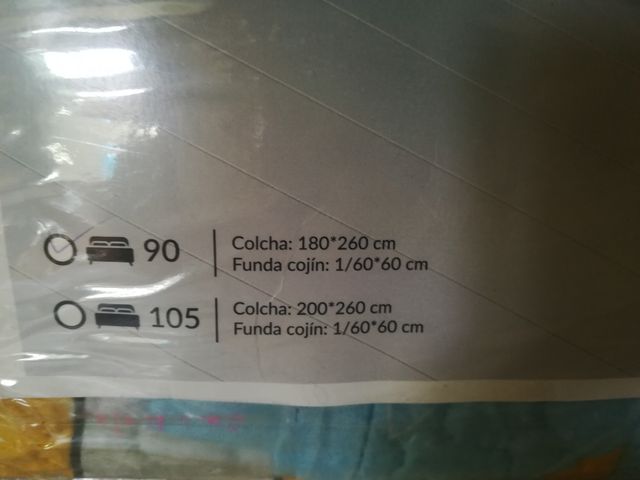 90
Colcha: 180*260 cm
Funda cojín: 1/60*60 cm
105
Colcha: 200*260 cm
Funda cojín: 1/60*60 cm